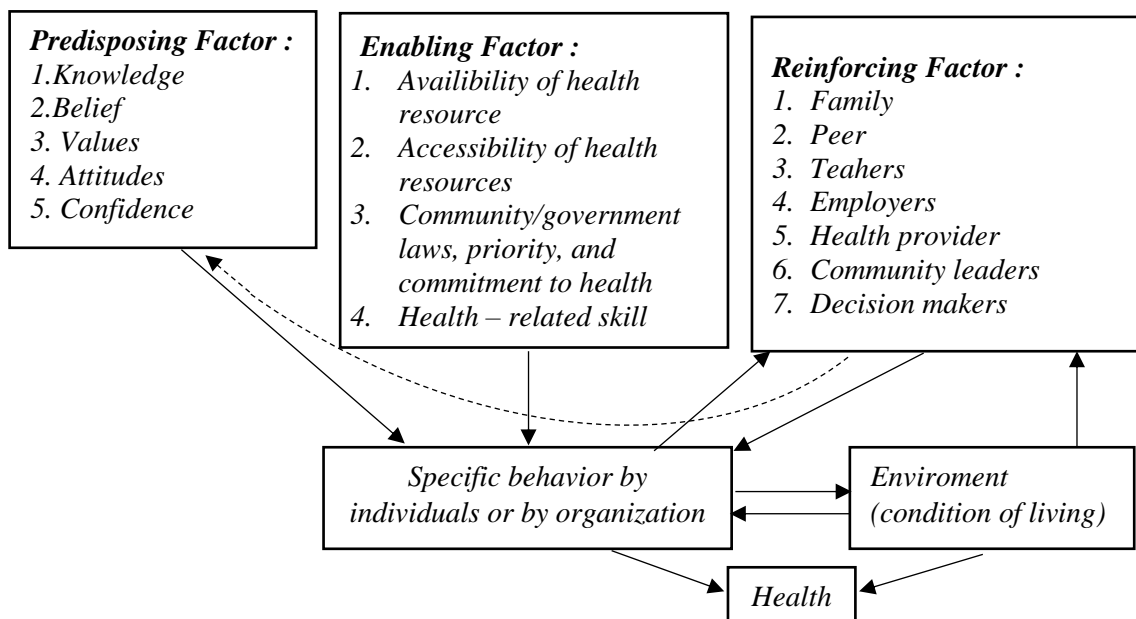 Predisposing Factor :
1.Knowledge
2.Belief
3. Values
4. Attitudes
5. Confidence
Enabling Factor :
1. Availibility of health
resource
2. Accessibility of health
resources
3. Community/government
laws, priority, and
commitment to health
4. Health – related skill
Reinforcing Factor :
1. Family
2. Peer
3. Teahers
4. Employers
5. Health provider
6. Community leaders
7. Decision makers
Specific behavior by
individuals or by organization
Enviroment
(condition of living)
Health